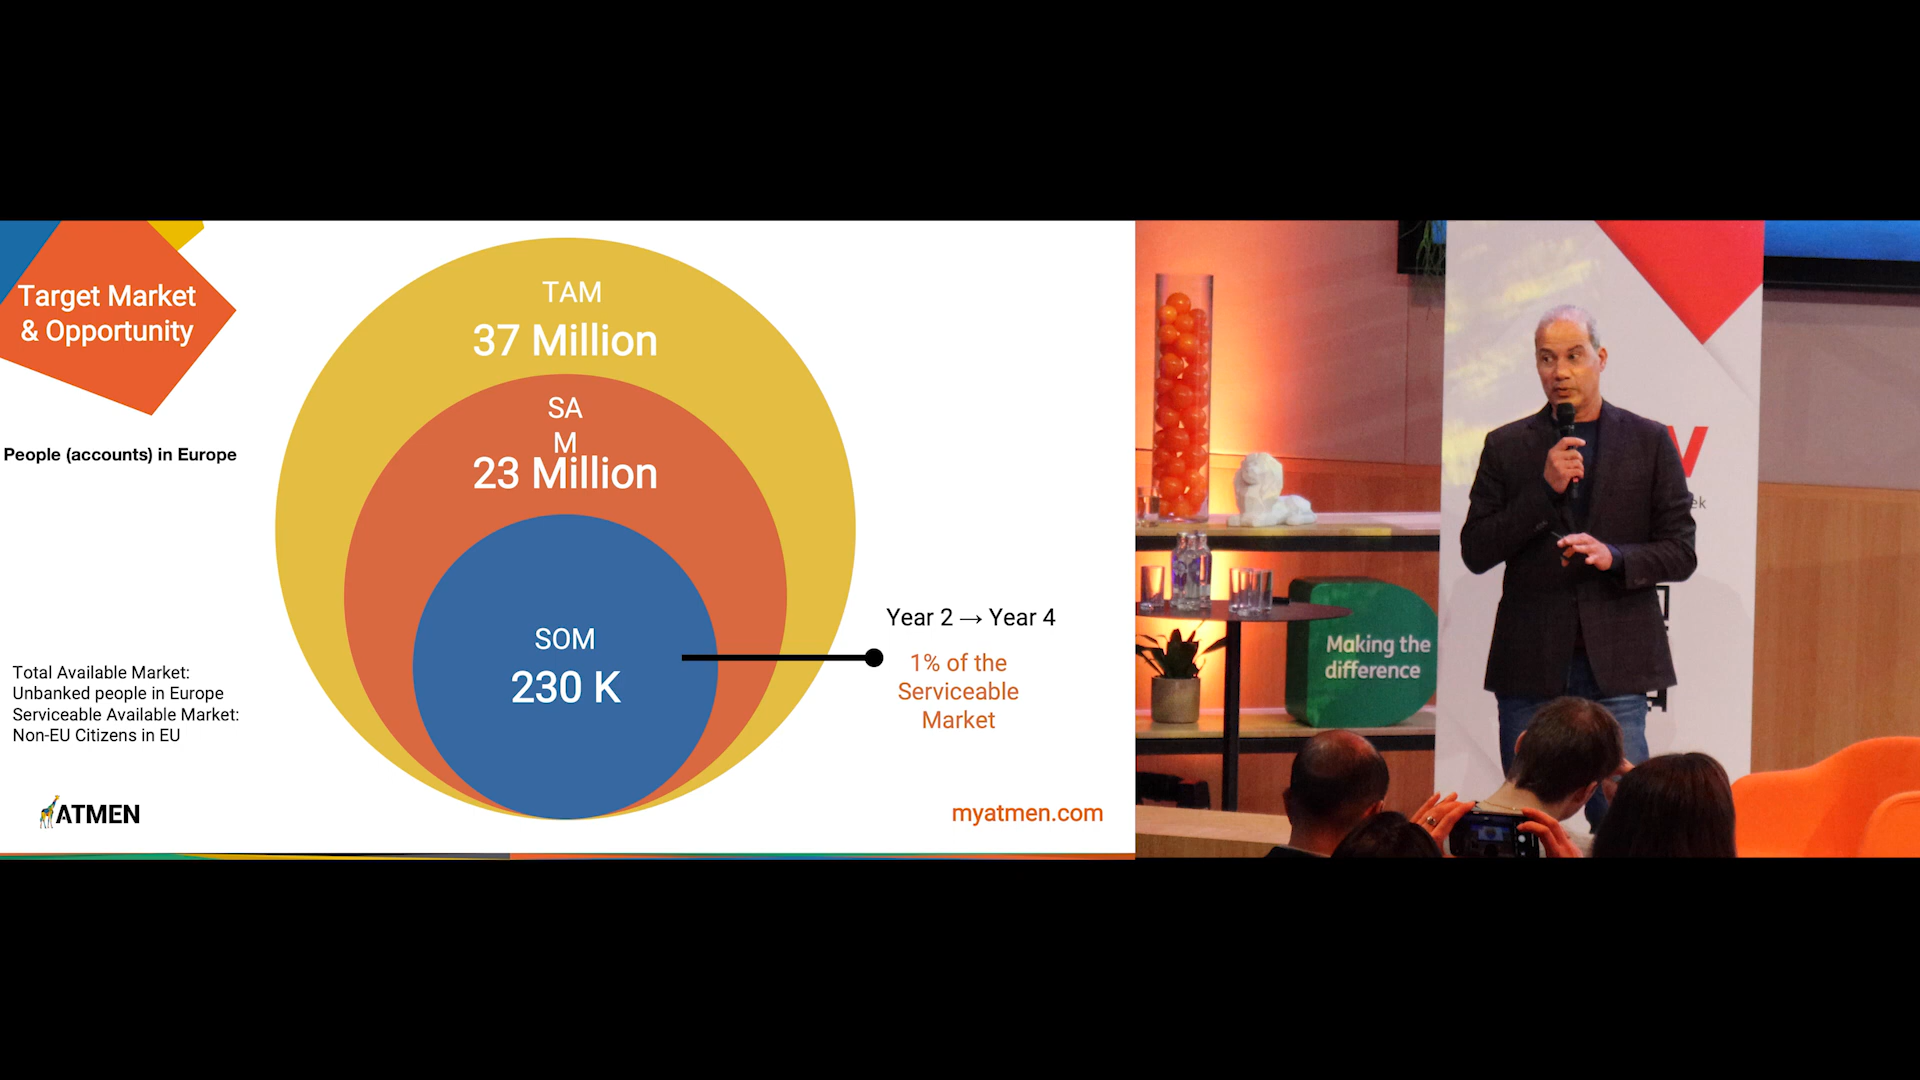 Target Market
& Opportunity
People (accounts) in Europe
TAM
37 Million
SA
M
23 Million
SOM
230 K
Year 2 → Year 4
1% of the
Serviceable
Market
Total Available Market:
Unbanked people in Europe
Serviceable Available Market:
Non-EU Citizens in EU
ATMEN
myatmen.com
Making the
difference